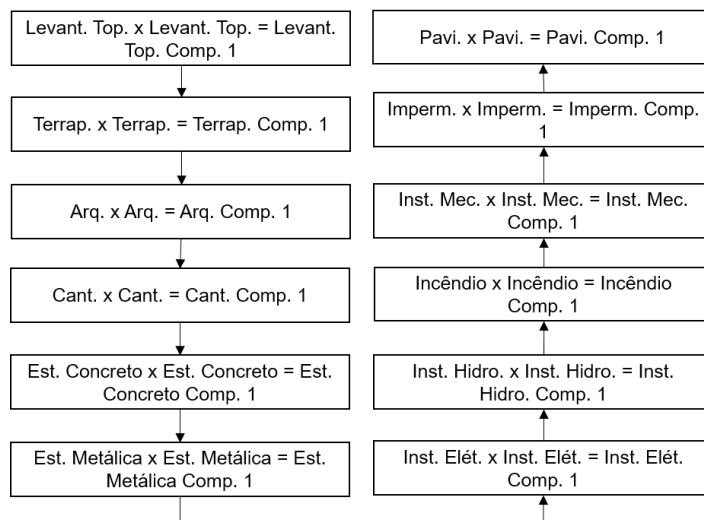 Levant. Top. x Levant. Top. = Levant.
Top. Comp. 1
Terrap. x Terrap. = Terrap. Comp. 1
Arq. x Arq. = Arq. Comp. 1
Cant. x Cant. = Cant. Comp. 1
Est. Concreto x Est. Concreto = Est.
Concreto Comp. 1
Est. Metálica x Est. Metálica = Est.
Metálica Comp. 1
Inst. Elét. x Inst. Elét. = Inst. Elét.
Comp. 1
Inst. Hidro. x Inst. Hidro. = Inst.
Hidro. Comp. 1
Incêndio x Incêndio = Incêndio
Comp. 1
Inst. Mec. x Inst. Mec. = Inst. Mec.
Comp. 1
Imperm. x Imperm. = Imperm. Comp.
1
Pavi. x Pavi. = Pavi. Comp. 1